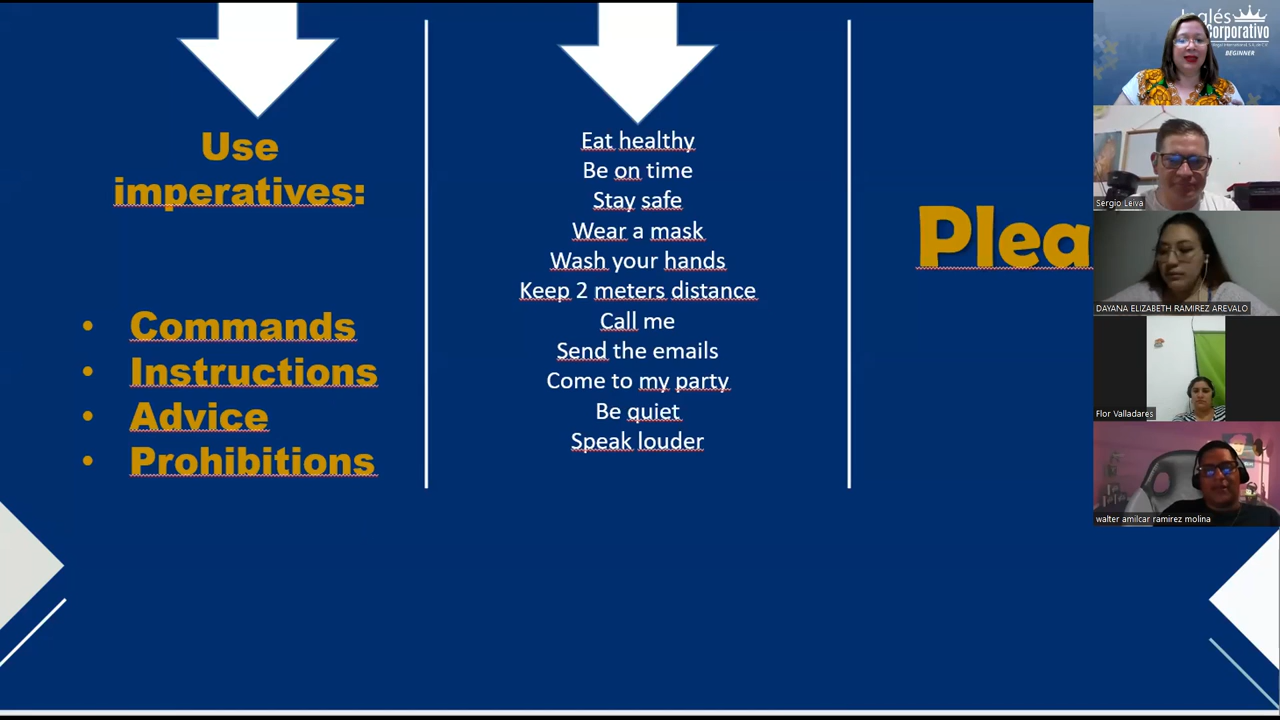 Use
imperatives:
• Commands
• Instructions
• Advice
• Prohibitions
Eat healthy
Be on time
Stay safe
Wear a mask
Wash your hands
Keep 2 meters distance
Call me
Send the emails
Come to my party
Be quiet
Speak louder
Plea
Inglés
Corporativo
BEGINNER
Sergio Leiva
DAYANA ELIZABETH RAMIREZ AREVALO
Flor Valladares
walter amilcar ramirez molina